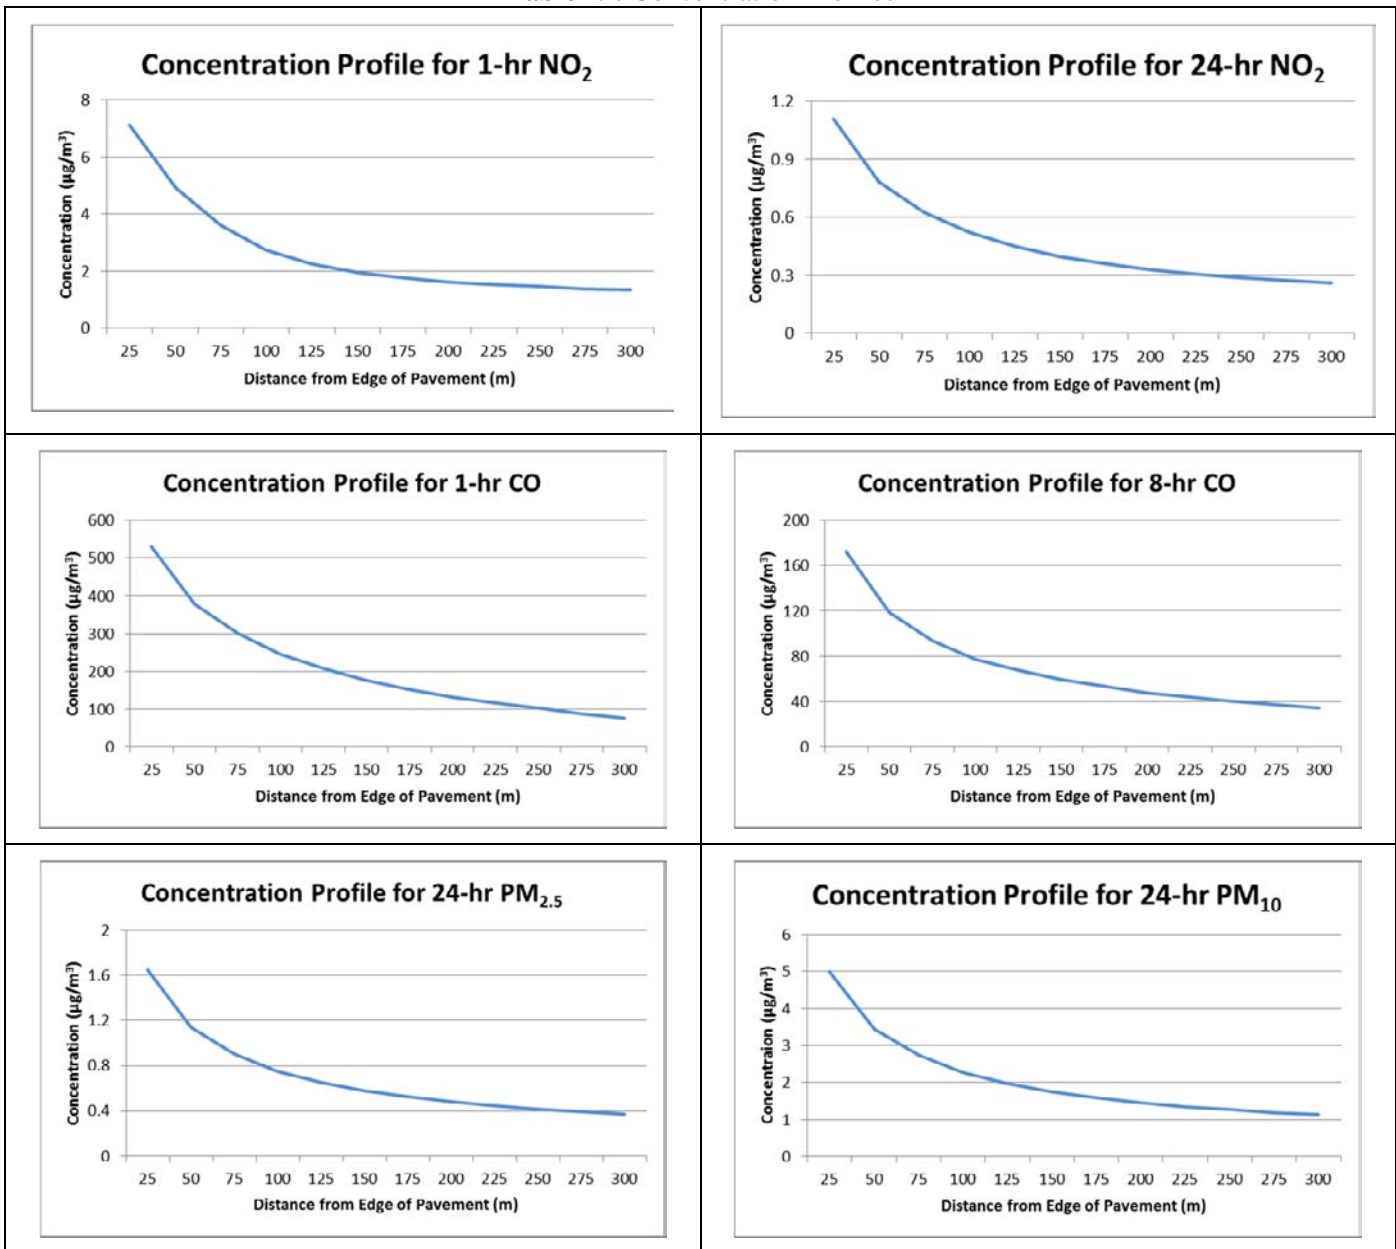 Concentration Profile for 1-hr NO₂
Concentration (µg/m³)
8
6
4
2
0
25 50 75 100 125 150 175 200 225 250 275 300
Distance from Edge of Pavement (m)
Concentration Profile for 24-hr NO₂
Concentration (µg/m³)
1.2
0.9
0.6
0.3
0
25 50 75 100 125 150 175 200 225 250 275 300
Distance from Edge of Pavement (m)
Concentration Profile for 1-hr CO
Concentration (µg/m³)
600
500
400
300
200
100
0
25 50 75 100 125 150 175 200 225 250 275 300
Distance from Edge of Pavement (m)
Concentration Profile for 8-hr CO
Concentration (µg/m³)
200
160
120
80
40
0
25 50 75 100 125 150 175 200 225 250 275 300
Distance from Edge of Pavement (m)
Concentration Profile for 24-hr PM₂.₅
Concentration (µg/m³)
2
1.6
1.2
0.8
0.4
0
25 50 75 100 125 150 175 200 225 250 275 300
Distance from Edge of Pavement (m)
Concentration Profile for 24-hr PM₁₀
Concentraion (µg/m³)
6
5
4
3
2
1
0
25 50 75 100 125 150 175 200 225 250 275 300
Distance from Edge of Pavement (m)